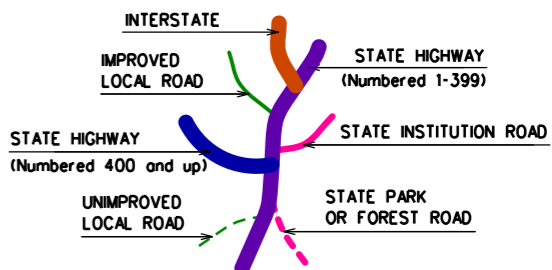 INTERSTATE
STATE HIGHWAY
(Numbered 1-399)
IMPROVED
LOCAL ROAD
STATE INSTITUTION ROAD
STATE HIGHWAY
(Numbered 400 and up)
UNIMPROVED
LOCAL ROAD
STATE PARK
OR FOREST ROAD